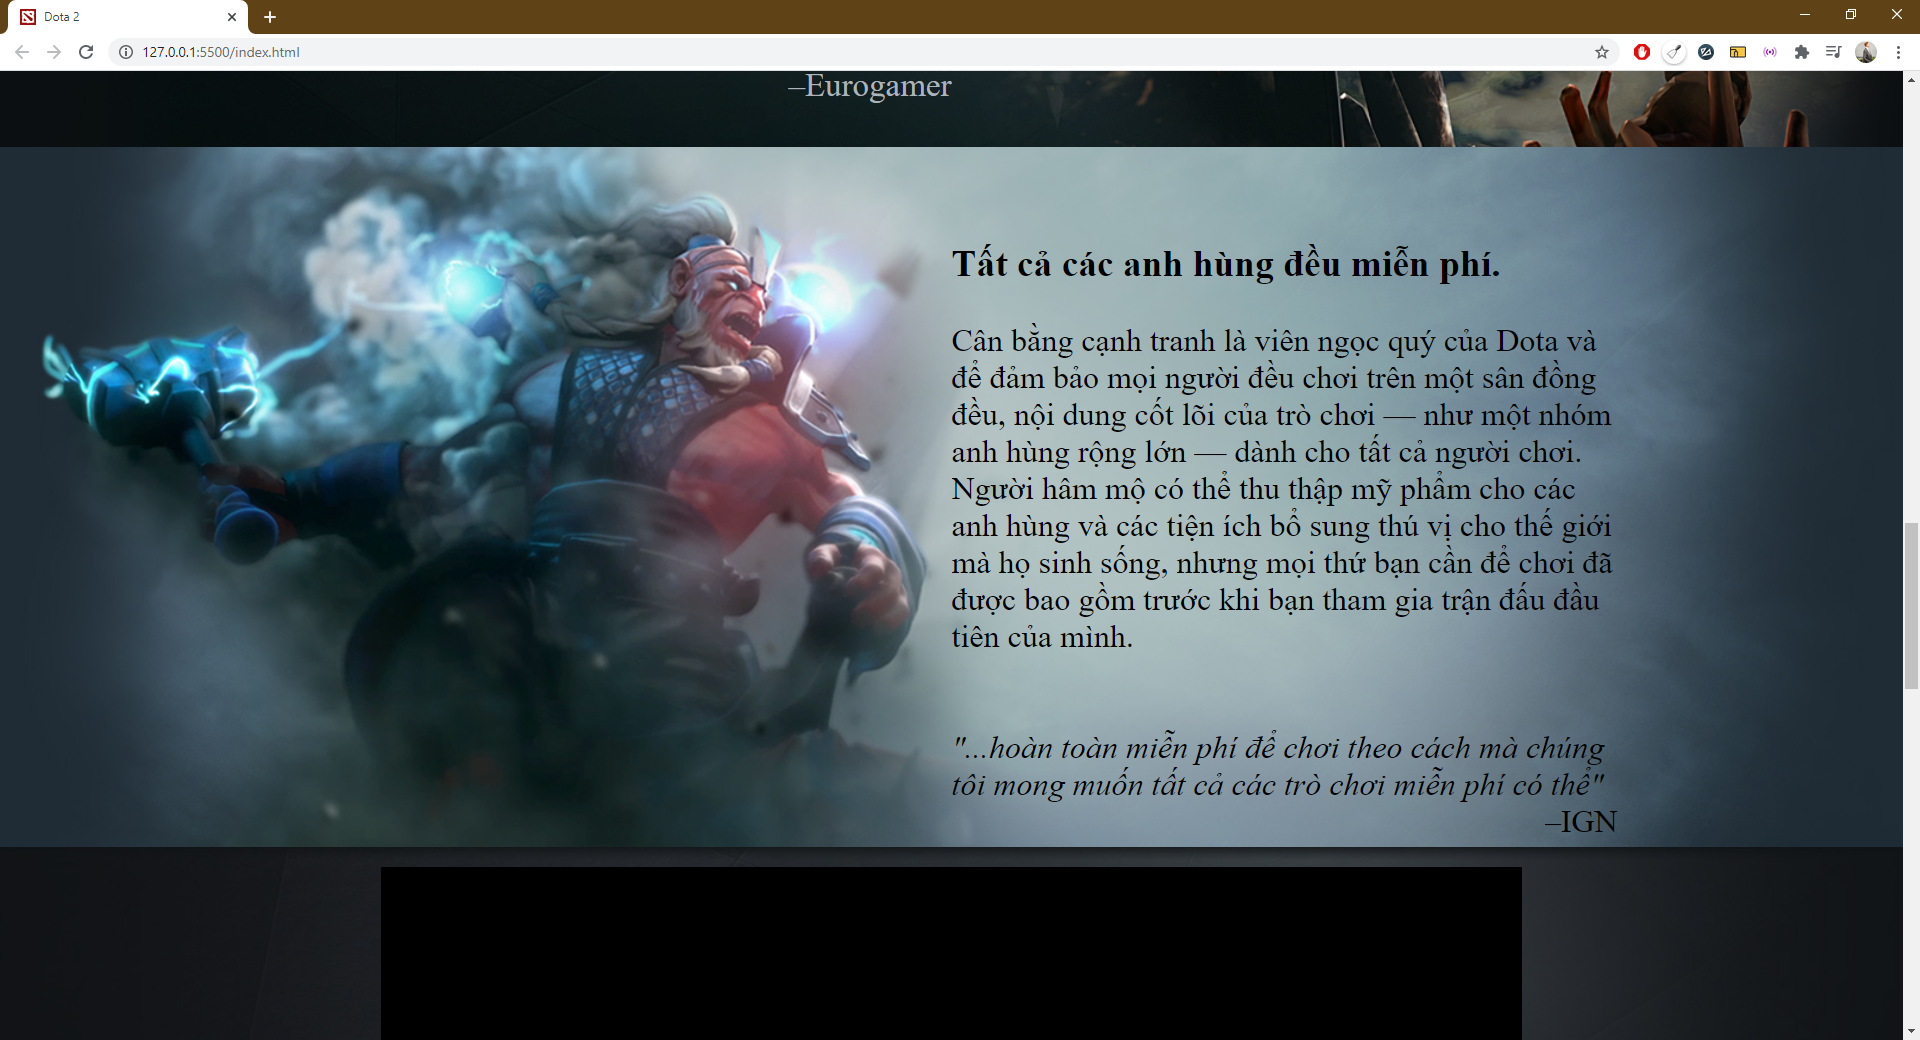 Dota 2
127.0.0.1:5500/index.html
–Eurogamer
Tất cả các anh hùng đều miễn phí.
Cân bằng cạnh tranh là viên ngọc quý của Dota và
để đảm bảo mọi người đều chơi trên một sân đồng
đều, nội dung cốt lõi của trò chơi — như một nhóm
anh hùng rộng lớn — dành cho tất cả người chơi.
Người hâm mộ có thể thu thập mỹ phẩm cho các
anh hùng và các tiện ích bổ sung thú vị cho thế giới
mà họ sinh sống, nhưng mọi thứ bạn cần để chơi đã
được bao gồm trước khi bạn tham gia trận đấu đầu
tiên của mình.
"...hoàn toàn miễn phí để chơi theo cách mà chúng
tôi mong muốn tất cả các trò chơi miễn phí có thể"
–IGN